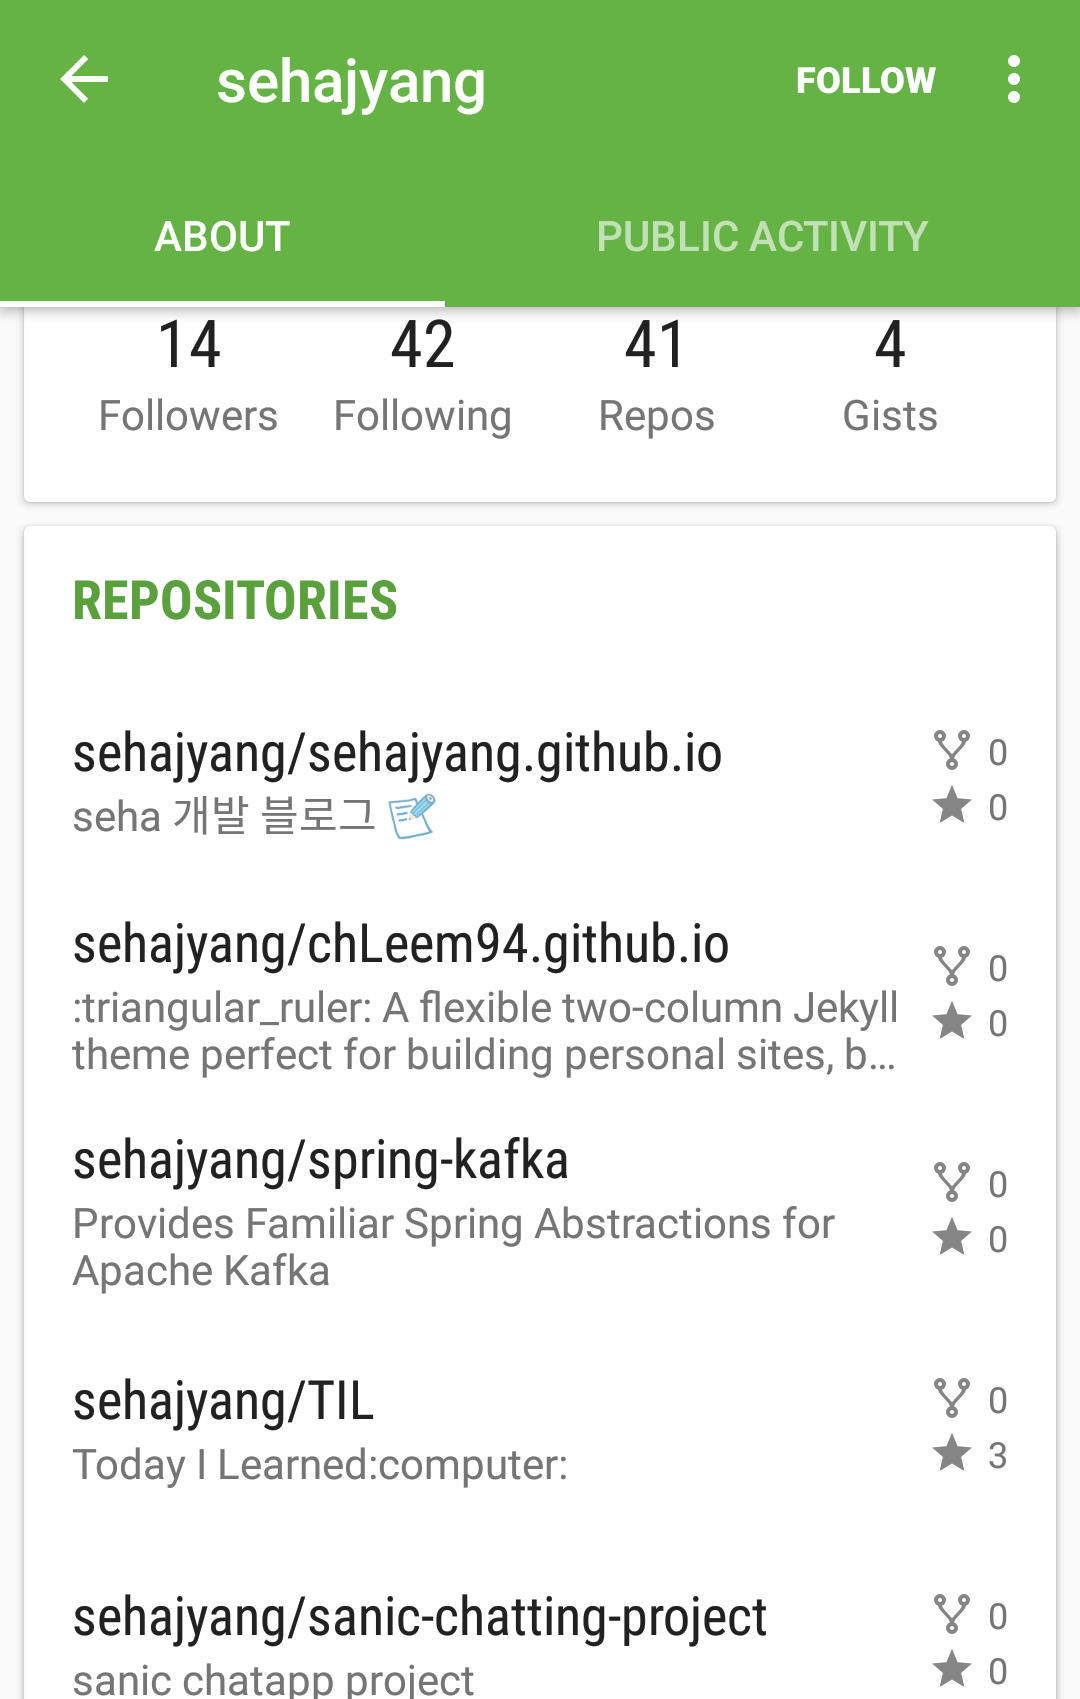 sehajyang
FOLLOW
ABOUT
PUBLIC ACTIVITY
14
42
41
4
Followers
Following
Repos
Gists
REPOSITORIES
sehajyang/sehajyang.github.io
0
seha 개발 블로그 📝
0
sehajyang/chLeem94.github.io
0
:triangular_ruler: A flexible two-column Jekyll
theme perfect for building personal sites, b...
0
sehajyang/spring-kafka
0
Provides Familiar Spring Abstractions for
Apache Kafka
0
sehajyang/TIL
0
Today I Learned:computer:
3
sehajyang/sanic-chatting-project
0
sanic chatapp project
0